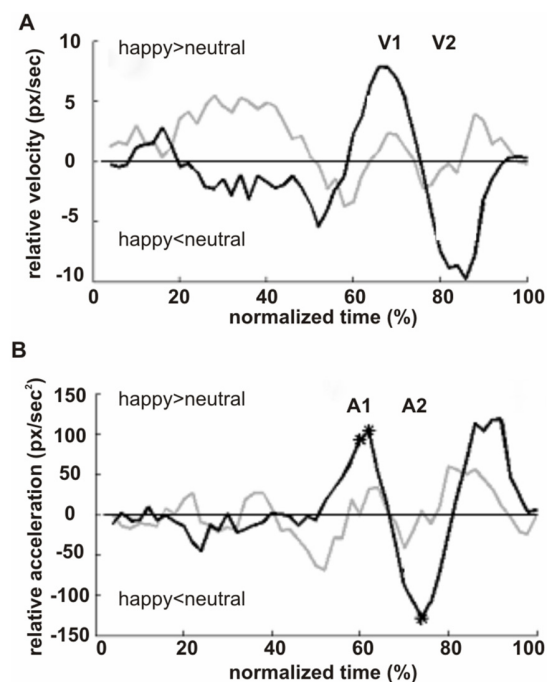 A
10
happy>neutral
V1 V2
5
0
-5
happy<neutral
-10
relative velocity (px/sec)
0 20 40 60 80 100
normalized time (%)
B
150
happy>neutral
100
A1 A2
50
0
-50
-100
happy<neutral
-150
relative acceleration (px/sec²)
0 20 40 60 80 100
normalized time (%)